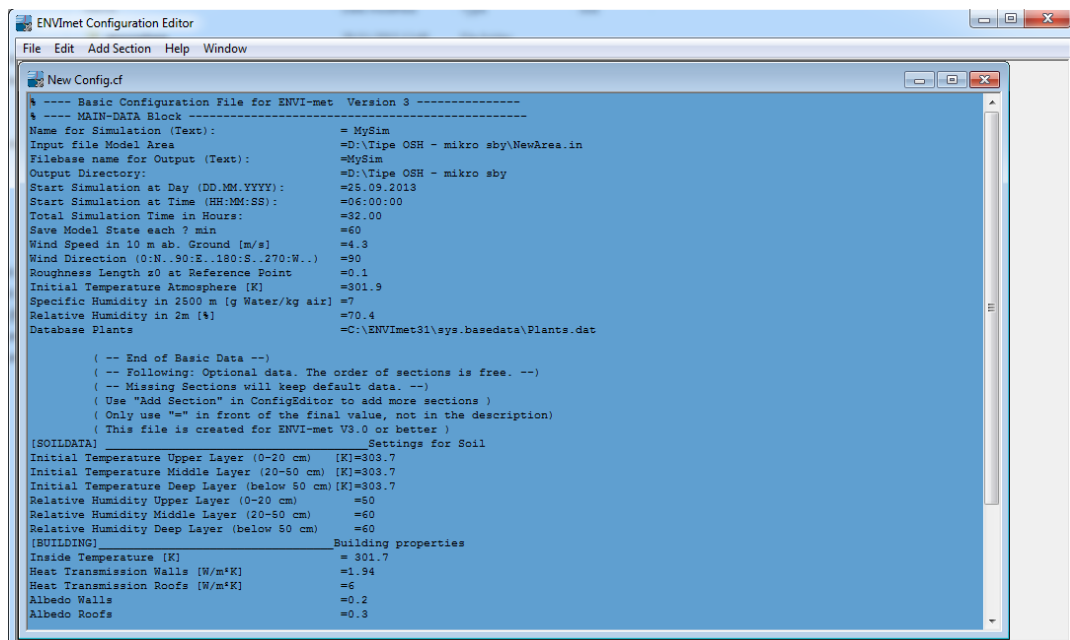 ENVImet Configuration Editor
File Edit Add Section Help Window
New Config.cf
% ---- Basic Configuration File for ENVI-met Version 3 ---------------
% ---- MAIN-DATA Block -------------------------------------------------
Name for Simulation (Text): = MySim
Input file Model Area =D:\Tipe OSH - mikro sby\NewArea.in
Filebase name for Output (Text): =MySim
Output Directory: =D:\Tipe OSH - mikro sby
Start Simulation at Day (DD.MM.YYYY): =25.09.2013
Start Simulation at Time (HH:MM:SS): =06:00:00
Total Simulation Time in Hours: =32.00
Save Model State each ? min =60
Wind Speed in 10 m ab. Ground [m/s] =4.3
Wind Direction (0:N..90:E..180:S..270:W..) =90
Roughness Length z0 at Reference Point =0.1
Initial Temperature Atmosphere [K] =301.9
Specific Humidity in 2500 m [g Water/kg air] =7
Relative Humidity in 2m [%] =70.4
Database Plants =C:\ENVImet31\sys.basedata\Plants.dat
( -- End of Basic Data --)
( -- Following: Optional data. The order of sections is free. --)
( -- Missing Sections will keep default data. --)
( Use "Add Section" in ConfigEditor to add more sections )
( Only use "=" in front of the final value, not in the description)
( This file is created for ENVI-met V3.0 or better )
[SOILDATA] ______________________________________Settings for Soil
Initial Temperature Upper Layer (0-20 cm) [K]=303.7
Initial Temperature Middle Layer (20-50 cm) [K]=303.7
Initial Temperature Deep Layer (below 50 cm)[K]=303.7
Relative Humidity Upper Layer (0-20 cm) =50
Relative Humidity Middle Layer (20-50 cm) =60
Relative Humidity Deep Layer (below 50 cm) =60
[BUILDING]__________________________________Building properties
Inside Temperature [K] = 301.7
Heat Transmission Walls [W/m²K] =1.94
Heat Transmission Roofs [W/m²K] =6
Albedo Walls =0.2
Albedo Roofs =0.3